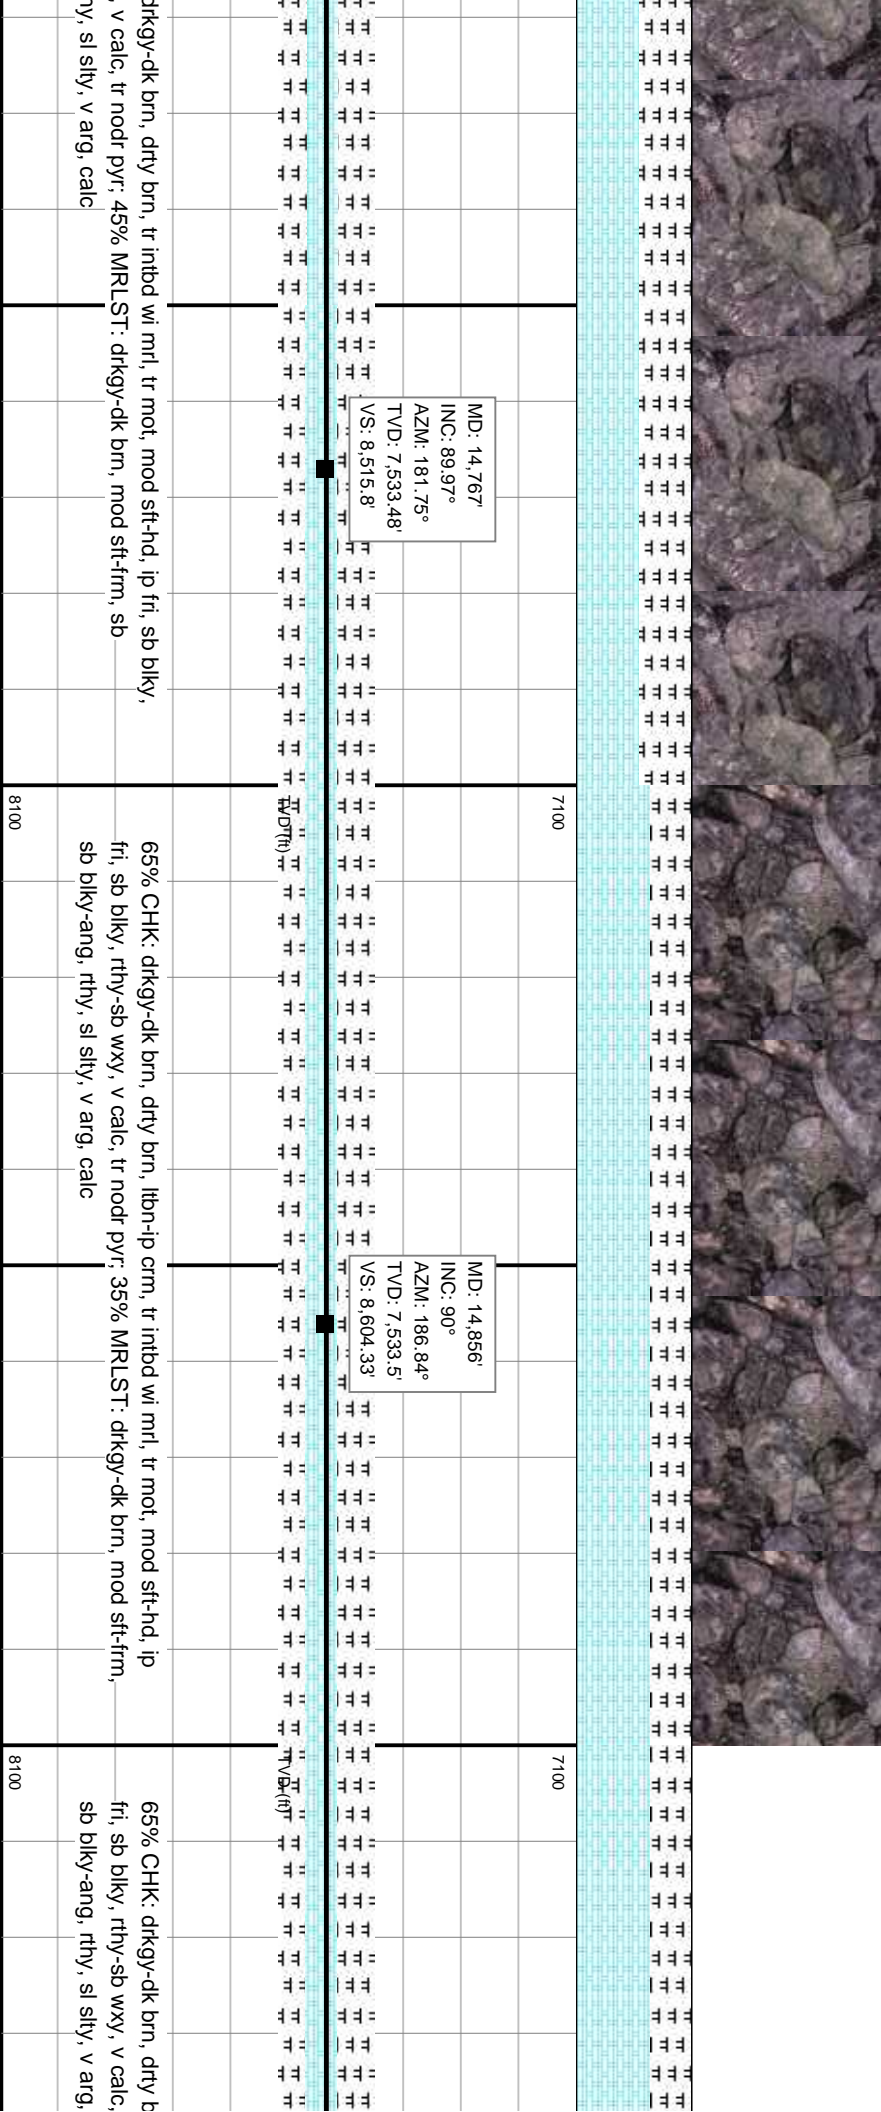 drkgy-dk brn, drty brn, tr intbd wi mrl, tr mot, mod sft-hd, ip fri, sb blky,
, v calc, tr nodr pyr; 45% MRLST: drkgy-dk brn, mod sft-frm, sb
hy, sl slty, v arg, calc
MD: 14,767'
INC: 89.97°
AZM: 181.75°
TVD: 7,533.48'
VS: 8,515.8'
7100
TVD (ft)
8100
65% CHK: drkgy-dk brn, drty brn, ltbn-ip crm, tr intbd wi mrl, tr mot, mod sft-hd, ip
fri, sb blky, rthy-sb wxy, v calc, tr nodr pyr; 35% MRLST: drkgy-dk brn, mod sft-frm,
sb blky-ang, rthy, sl slty, v arg, calc
MD: 14,856'
INC: 90°
AZM: 186.84°
TVD: 7,533.5'
VS: 8,604.33'
7100
TVD (ft)
8100
65% CHK: drkgy-dk brn, drty b
fri, sb blky, rthy-sb wxy, v calc,
sb blky-ang, rthy, sl slty, v arg,